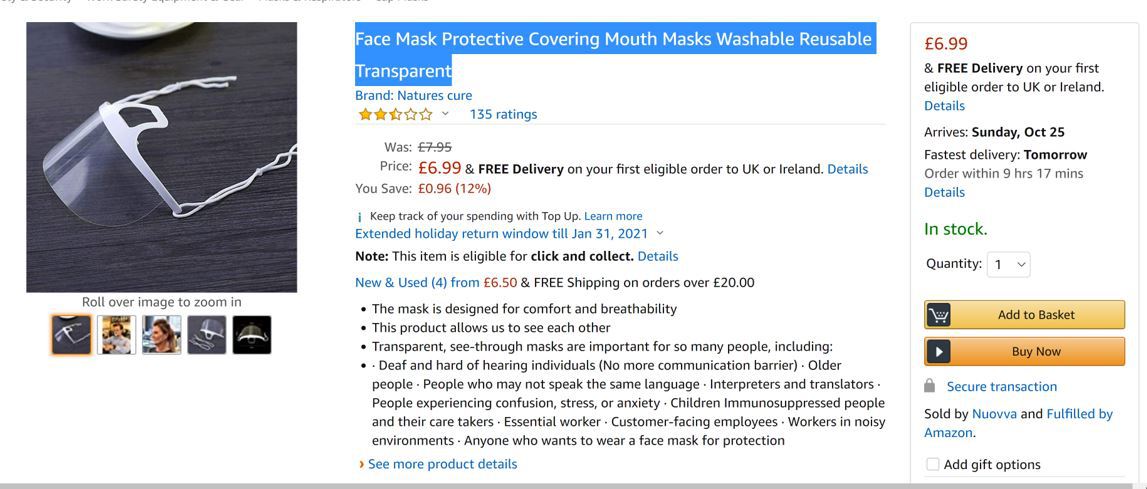 Face Mask Protective Covering Mouth Masks Washable Reusable
Transparent
Brand: Natures cure
135 ratings
Was: £7.95
Price: £6.99 & FREE Delivery on your first eligible order to UK or Ireland. Details
You Save: £0.96 (12%)
Keep track of your spending with Top Up. Learn more
Extended holiday return window till Jan 31, 2021
Note: This item is eligible for click and collect. Details
New & Used (4) from £6.50 & FREE Shipping on orders over £20.00
• The mask is designed for comfort and breathability
• This product allows us to see each other
• Transparent, see-through masks are important for so many people, including:
• · Deaf and hard of hearing individuals (No more communication barrier) · Older
people · People who may not speak the same language · Interpreters and translators ·
People experiencing confusion, stress, or anxiety · Children Immunosuppressed people
and their care takers · Essential worker · Customer-facing employees · Workers in noisy
environments · Anyone who wants to wear a face mask for protection
› See more product details
Roll over image to zoom in
£6.99
& FREE Delivery on your first
eligible order to UK or Ireland.
Details
Arrives: Sunday, Oct 25
Fastest delivery: Tomorrow
Order within 9 hrs 17 mins
Details
In stock.
Quantity: 1
Add to Basket
Buy Now
Secure transaction
Sold by Nuovva and Fulfilled by
Amazon.
Add gift options